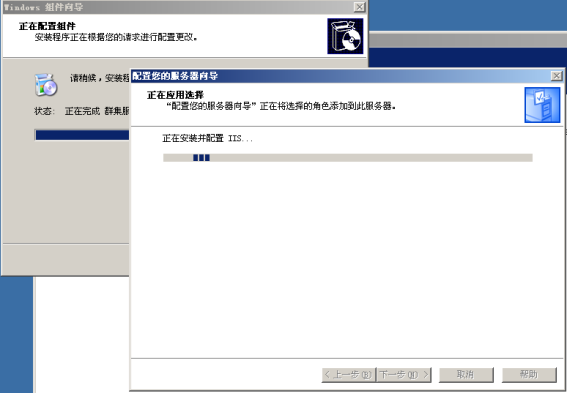 Windows 组件向导
正在配置组件
安装程序正在根据您的请求进行配置更改。
请稍候，安装程
状态: 正在完成 群集服
配置您的服务器向导
正在应用选择
“配置您的服务器向导”正在将选择的角色添加到此服务器。
正在安装并配置 IIS...
< 上一步(B) 下一步(N) > 取消 帮助